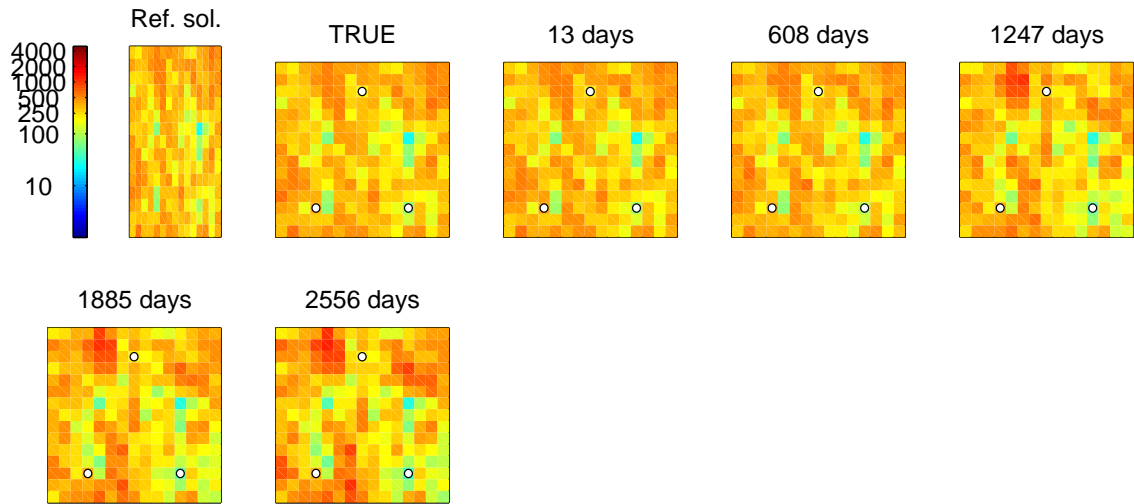 Ref. sol.
TRUE
13 days
608 days
1247 days
4000
2000
1000
500
250
100
10
1885 days
2556 days